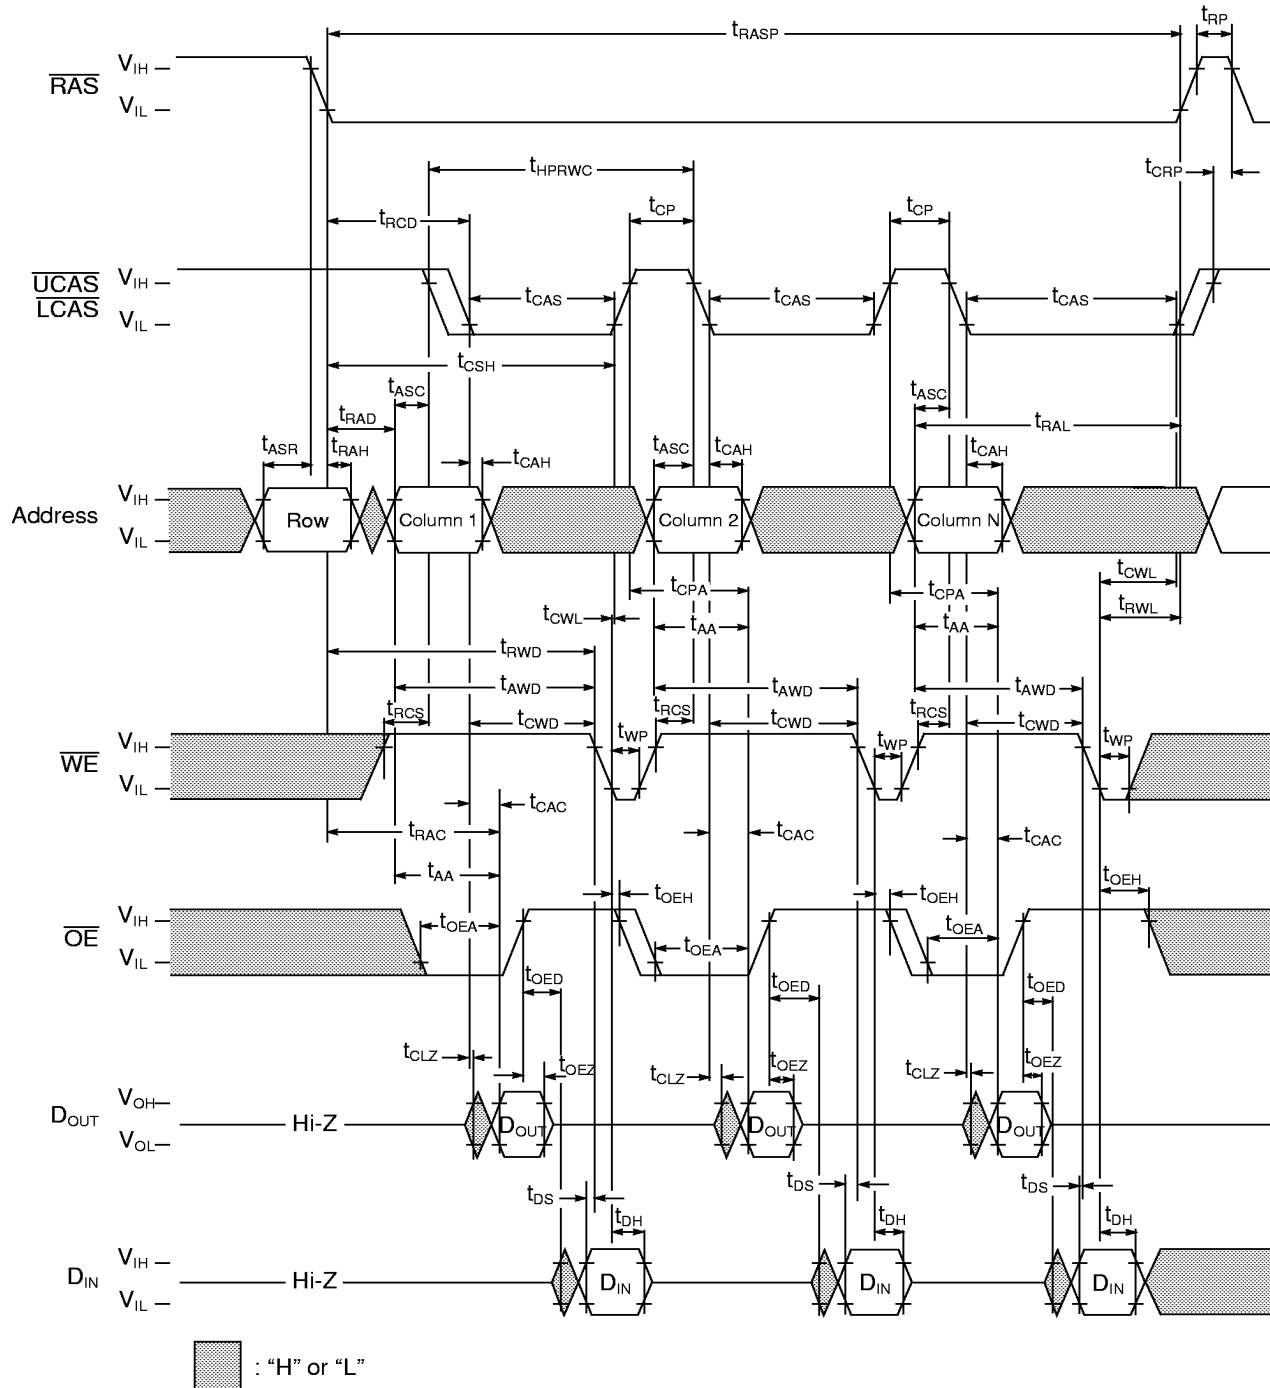 tRASP
tRP
RAS
VIH
VIL
tHPRWC
tCRP
tRCD
tCP
tCP
UCAS
LCAS
VIH
VIL
tCAS
tCAS
tCAS
tCSH
tASC
tASC
tRAD
tRAL
tASR
tRAH
tCAH
tASC
tCAH
tCAH
Address
VIH
VIL
Row
Column 1
Column 2
Column N
tCWL
tCPA
tCPA
tCWL
tRWL
tAA
tAA
tRWD
tAWD
tAWD
tAWD
tRCS
tCWD
tRCS
tCWD
tRCS
tCWD
WE
VIH
VIL
tWP
tWP
tWP
tCAC
tRAC
tCAC
tCAC
tAA
tOEH
tOEH
tOEH
OE
VIH
VIL
tOEA
tOEA
tOEA
tOED
tOED
tOED
tCLZ
tOEZ
tCLZ
tOEZ
tCLZ
tOEZ
DOUT
VOH
VOL
Hi-Z
DOUT
DOUT
DOUT
tDS
tDS
tDS
tDH
tDH
tDH
DIN
VIH
VIL
Hi-Z
DIN
DIN
DIN
: “H” or “L”